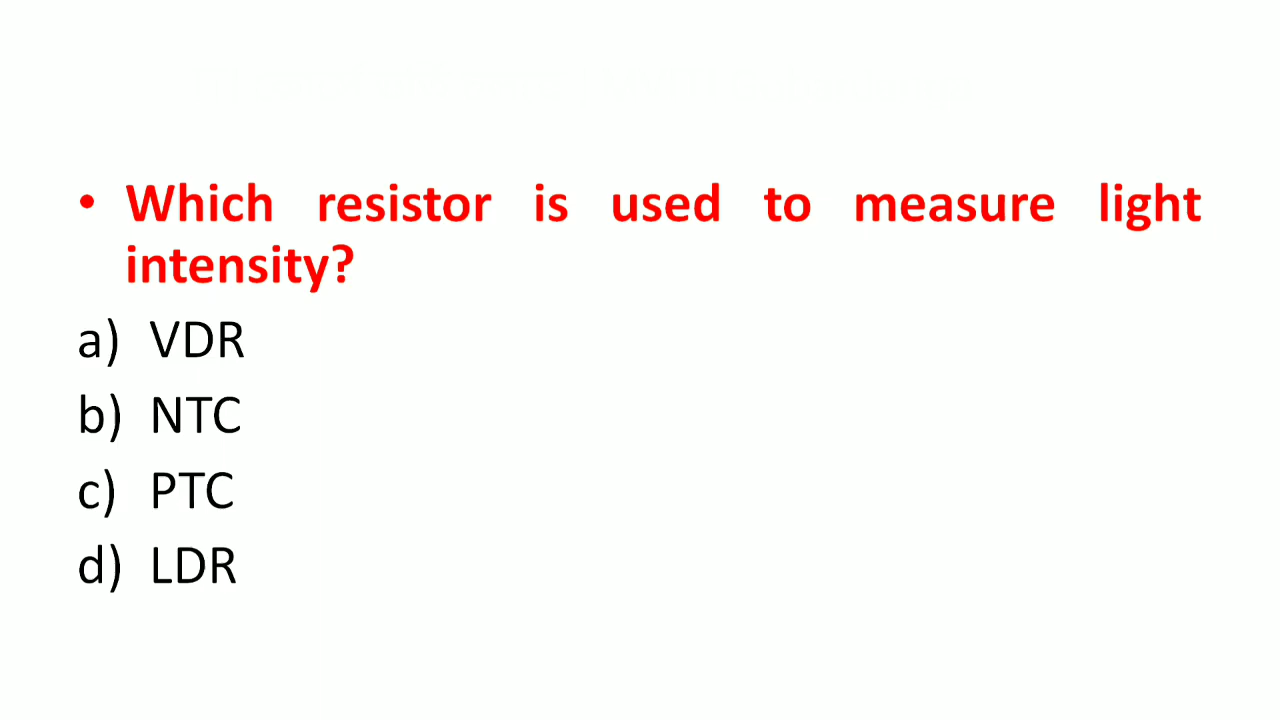 • Which resistor is used to measure light
intensity?
a) VDR
b) NTC
c) PTC
d) LDR